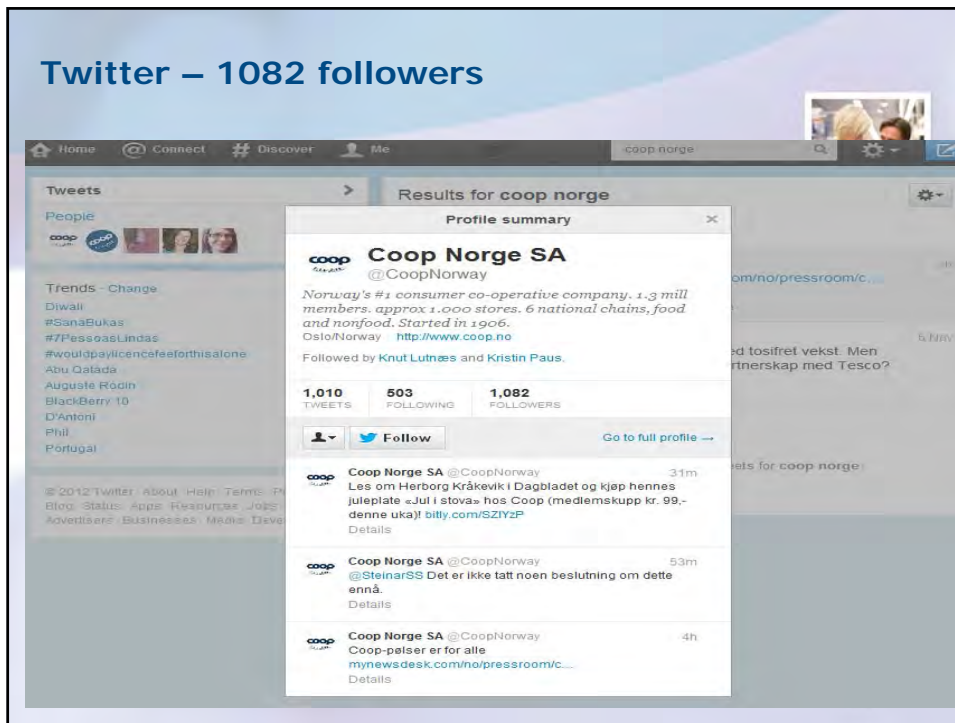 Twitter – 1082 followers
Home @ Connect # Discover Me
coop norge
Tweets
People
Trends - Change
Diwali
#SanaBukas
#7PessoasLindas
#wouldpaylicencefeeforthisalone
Abu Qatada
Auguste Rodin
BlackBerry 10
D'Antoni
Phil
Portugal
© 2012 Twitter About Help Terms
Blog Status Apps Resources Jobs
Advertisers Businesses Media
Results for coop norge
Profile summary
coop
Coop Norge SA
@CoopNorway
Norway's #1 consumer co-operative company. 1.3 mill
members. approx 1.000 stores. 6 national chains, food
and nonfood. Started in 1906.
Oslo/Norway · http://www.coop.no
Followed by Knut Lutnæs and Kristin Paus.
1,010 503 1,082
TWEETS FOLLOWING FOLLOWERS
Follow Go to full profile →
coop
Coop Norge SA @CoopNorway 31m
Les om Herborg Kråkevik i Dagbladet og kjøp hennes
juleplate «Jul i stova» hos Coop (medlemskupp kr. 99,-
denne uka)! bitly.com/SZIYzP
Details
coop
Coop Norge SA @CoopNorway 53m
@SteinarSS Det er ikke tatt noen beslutning om dette
ennå.
Details
coop
Coop Norge SA @CoopNorway 4h
Coop-pølser er for alle
mynewsdesk.com/no/pressroom/c...
Details
om/no/pressroom/c...
5 Nov
ed tosifret vekst. Men
rtnerskap med Tesco?
ets for coop norge